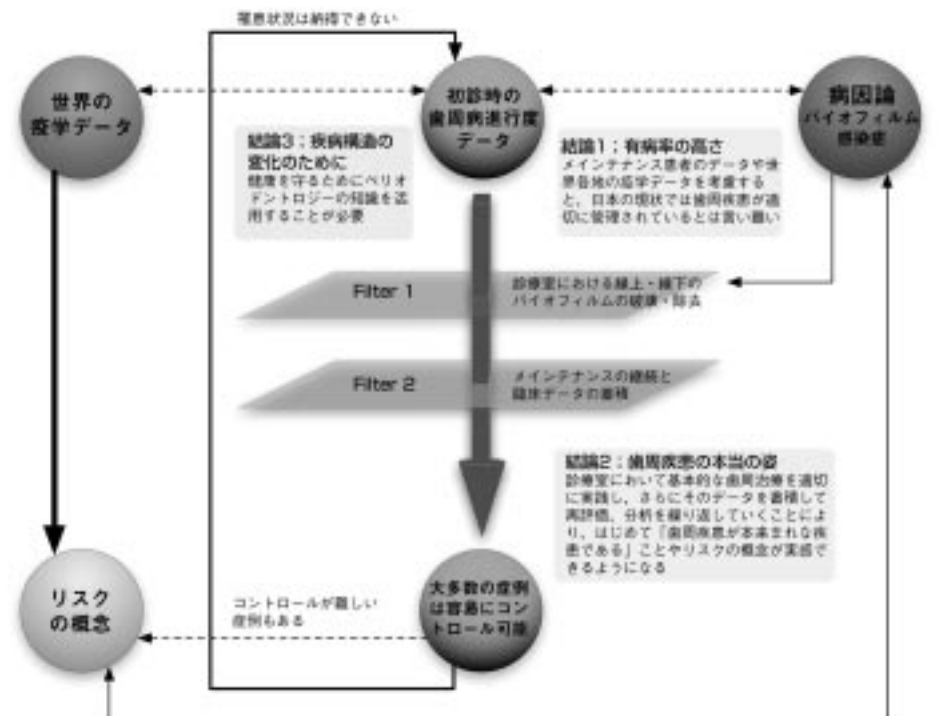 罹患状況は納得できない
世界の
疫学データ
初診時の
歯周病進行度
データ
病因論
バイオフィルム
感染症
結論3：疾病構造の
変化のために
健康を守るためにペリオ
ドントロジーの知識を活
用することが必要
結論1：有病率の高さ
メインテナンス患者のデータや世
界各地の疫学データを考慮する
と、日本の現状では歯周疾患が適
切に管理されているとは言い難い
Filter 1
診療室における縁上・縁下の
バイオフィルムの破壊・除去
Filter 2
メインテナンスの継続と
臨床データの蓄積
結論2：歯周疾患の本当の姿
診療室において基本的な歯周治療を適切
に実践し、さらにそのデータを蓄積して
再評価、分析を繰り返していくことによ
り、はじめて「歯周疾患が本来まれな疾
患である」ことやリスクの概念が実感で
きるようになる
リスク
の概念
コントロールが難しい
症例もある
大多数の症例
は容易にコント
ロール可能